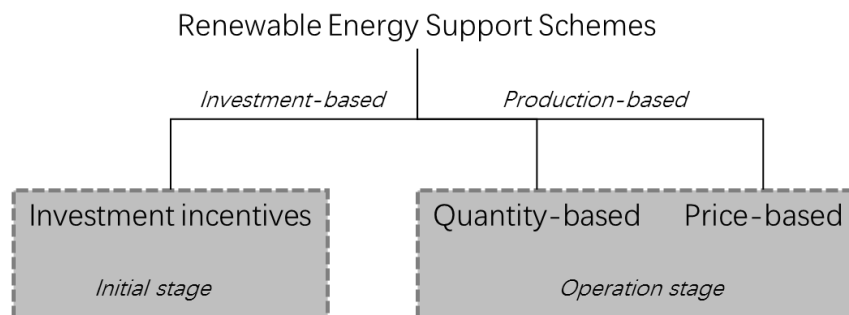 Renewable Energy Support Schemes
Investment-based
Production-based
Investment incentives
Quantity-based
Price-based
Initial stage
Operation stage